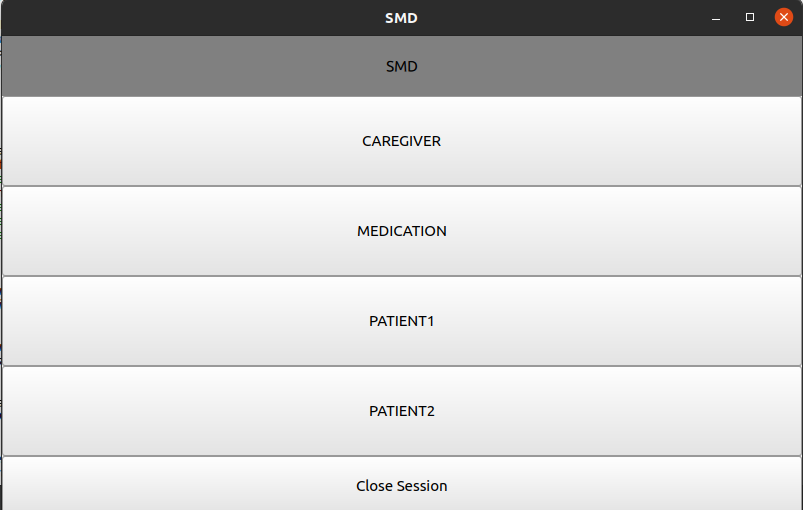 SMD
SMD
CAREGIVER
MEDICATION
PATIENT1
PATIENT2
Close Session